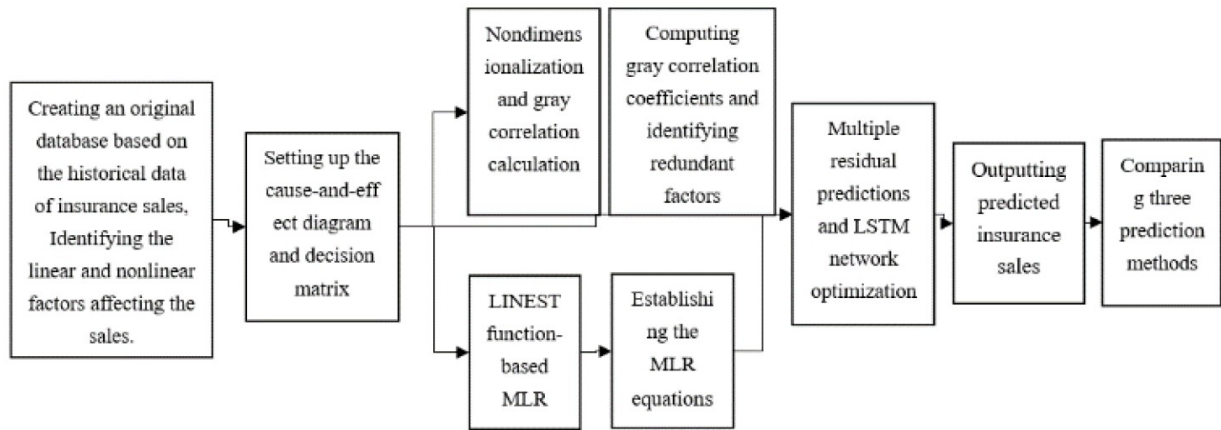 Creating an original
database based on
the historical data
of insurance sales,
Identifying the
linear and nonlinear
factors affecting the
sales.
Setting up the
cause-and-eff
ect diagram
and decision
matrix
Nondimens
ionalization
and gray
correlation
calculation
Computing
gray correlation
coefficients and
identifying
redundant
factors
LINEST
function-
based
MLR
Establishi
ng the
MLR
equations
Multiple
residual
predictions
and LSTM
network
optimization
Outputting
predicted
insurance
sales
Comparin
g three
prediction
methods